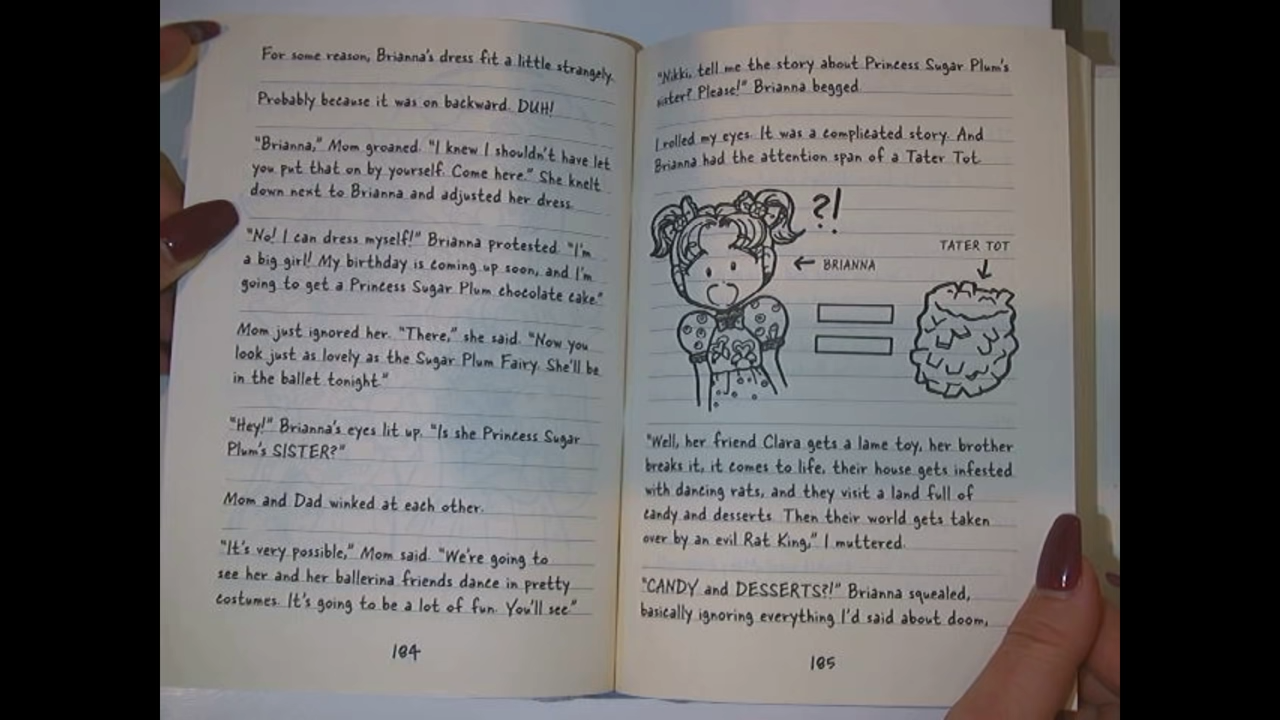 For some reason, Brianna's dress fit a little strangely.
Probably because it was on backward. DUH!
"Brianna," Mom groaned. "I knew I shouldn't have let
you put that on by yourself. Come here." She knelt
down next to Brianna and adjusted her dress.
"No! I can dress myself!" Brianna protested. "I'm
a big girl! My birthday is coming up soon, and I'm
going to get a Princess Sugar Plum chocolate cake."
Mom just ignored her. "There," she said. "Now you
look just as lovely as the Sugar Plum Fairy. She'll be
in the ballet tonight."
"Hey!" Brianna's eyes lit up. "Is she Princess Sugar
Plum's SISTER?"
Mom and Dad winked at each other.
"It's very possible," Mom said. "We're going to
see her and her ballerina friends dance in pretty
costumes. It's going to be a lot of fun. You'll see"
184
"Nikki, tell me the story about Princess Sugar Plum's
sister? Please!" Brianna begged.
I rolled my eyes. It was a complicated story. And
Brianna had the attention span of a Tater Tot.
?!
TATER TOT
BRIANNA
"Well, her friend Clara gets a lame toy, her brother
breaks it, it comes to life, their house gets infested
with dancing rats, and they visit a land full of
candy and desserts. Then their world gets taken
over by an evil Rat King," I muttered.
"CANDY and DESSERTS?!" Brianna squealed,
basically ignoring everything I'd said about doom,
185